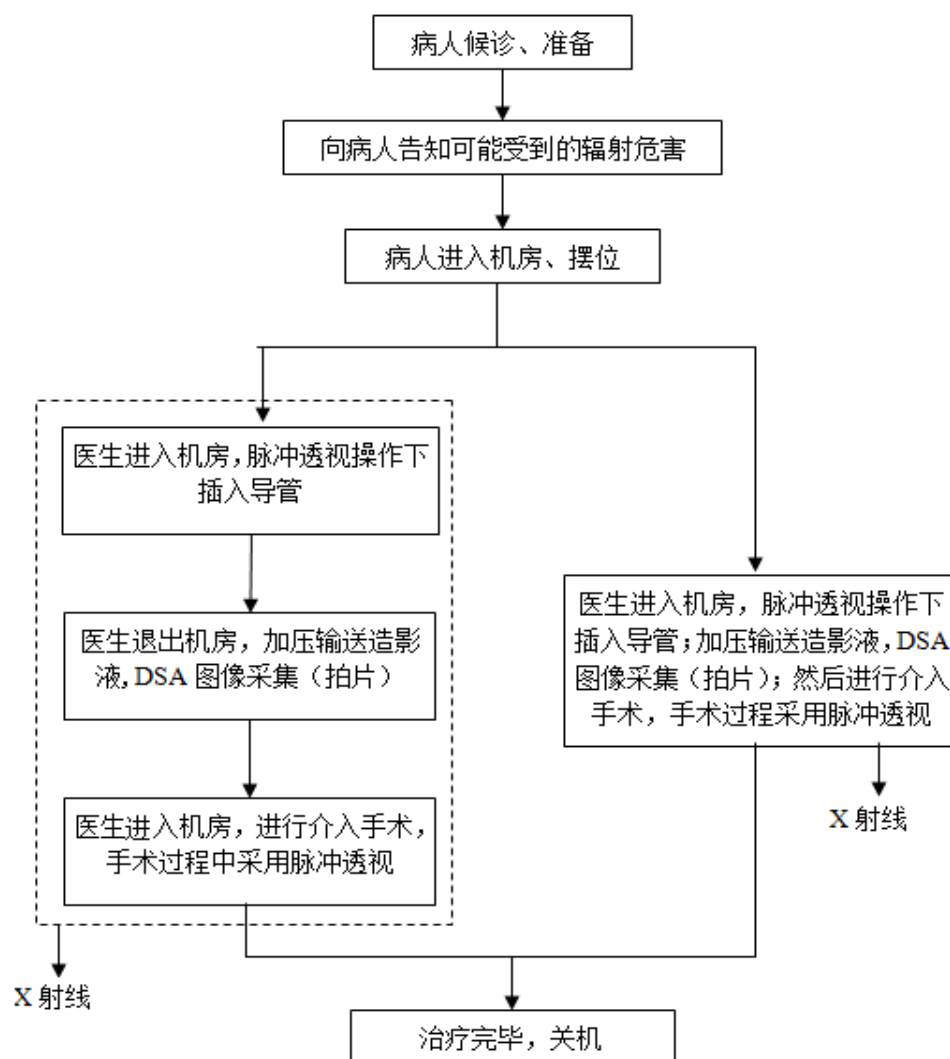 病人候诊、准备
向病人告知可能受到的辐射危害
病人进入机房、摆位
医生进入机房,脉冲透视操作下
插入导管
医生退出机房，加压输送造影
液,DSA 图像采集（拍片）
医生进入机房，进行介入手术，
手术过程中采用脉冲透视
X 射线
医生进入机房，脉冲透视操作下
插入导管;加压输送造影液,DSA
图像采集（拍片）；然后进行介入
手术，手术过程采用脉冲透视
X 射线
治疗完毕，关机